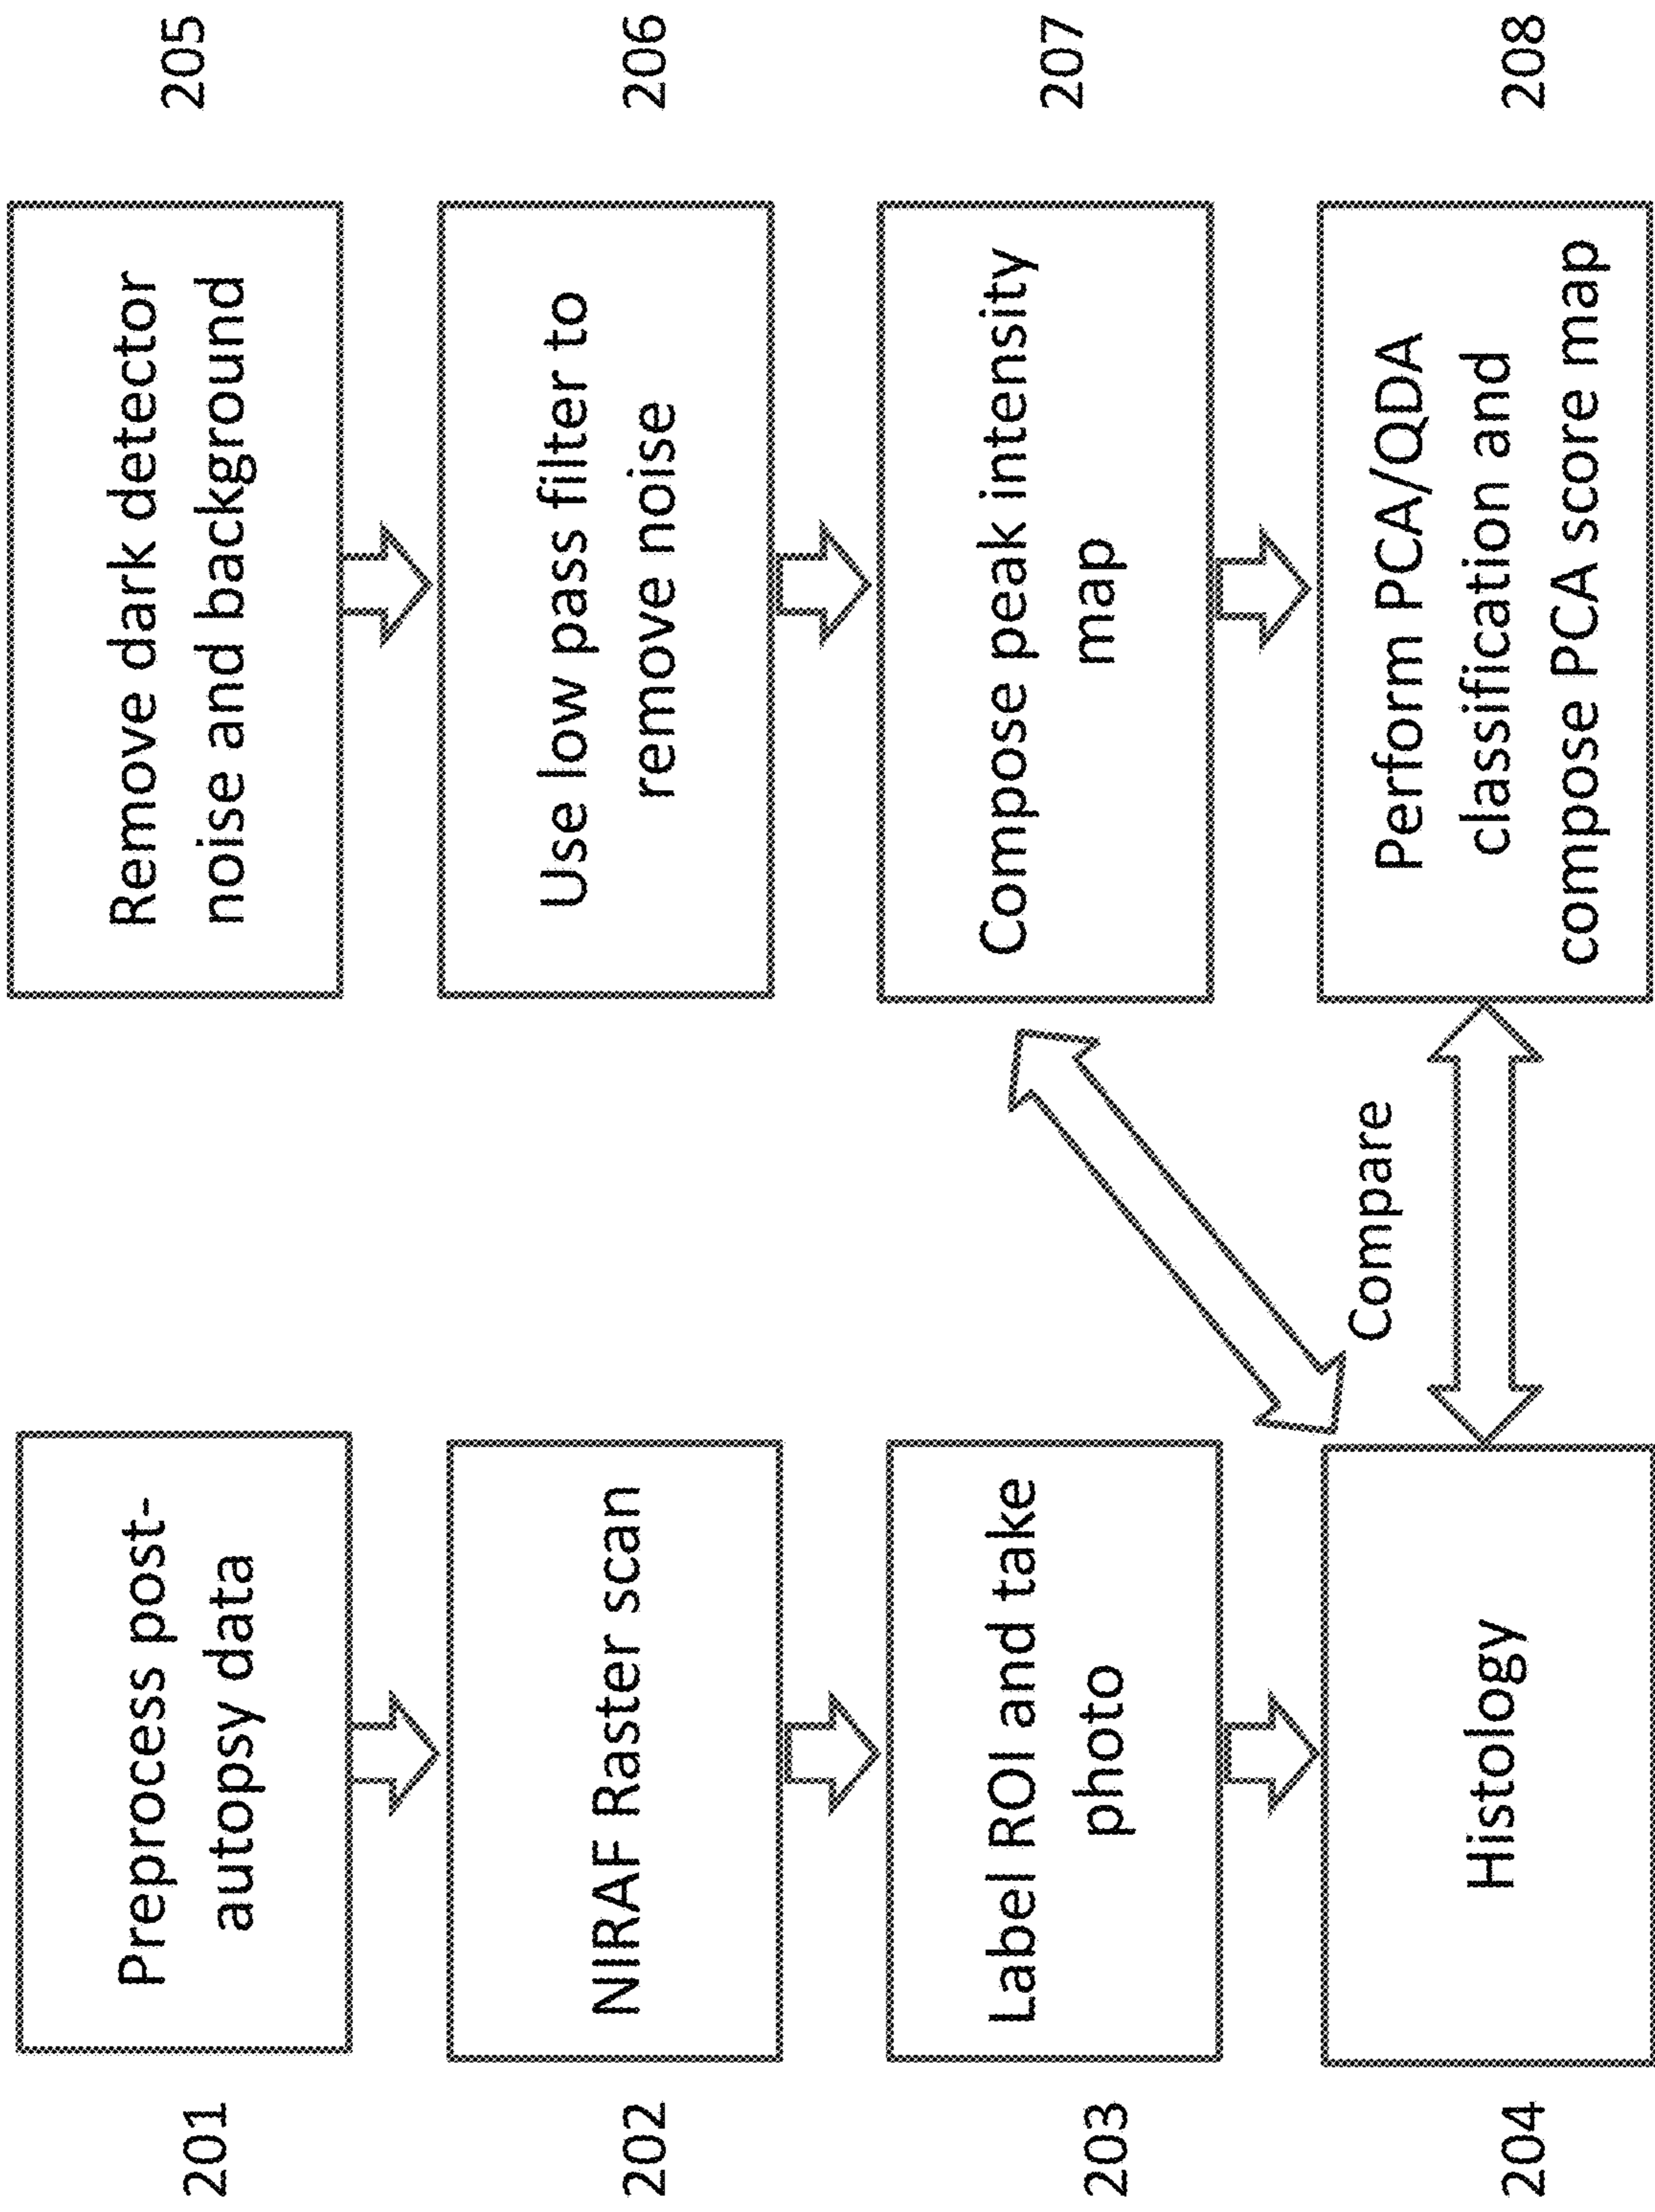 201
Preprocess post-
autopsy data
202
NIRAF Raster scan
203
Label ROI and take
photo
204
Histology
Compare
Remove dark detector
noise and background
205
Use low pass filter to
remove noise
206
Compose peak intensity
map
207
Perform PCA/QDA
classification and
compose PCA score map
208